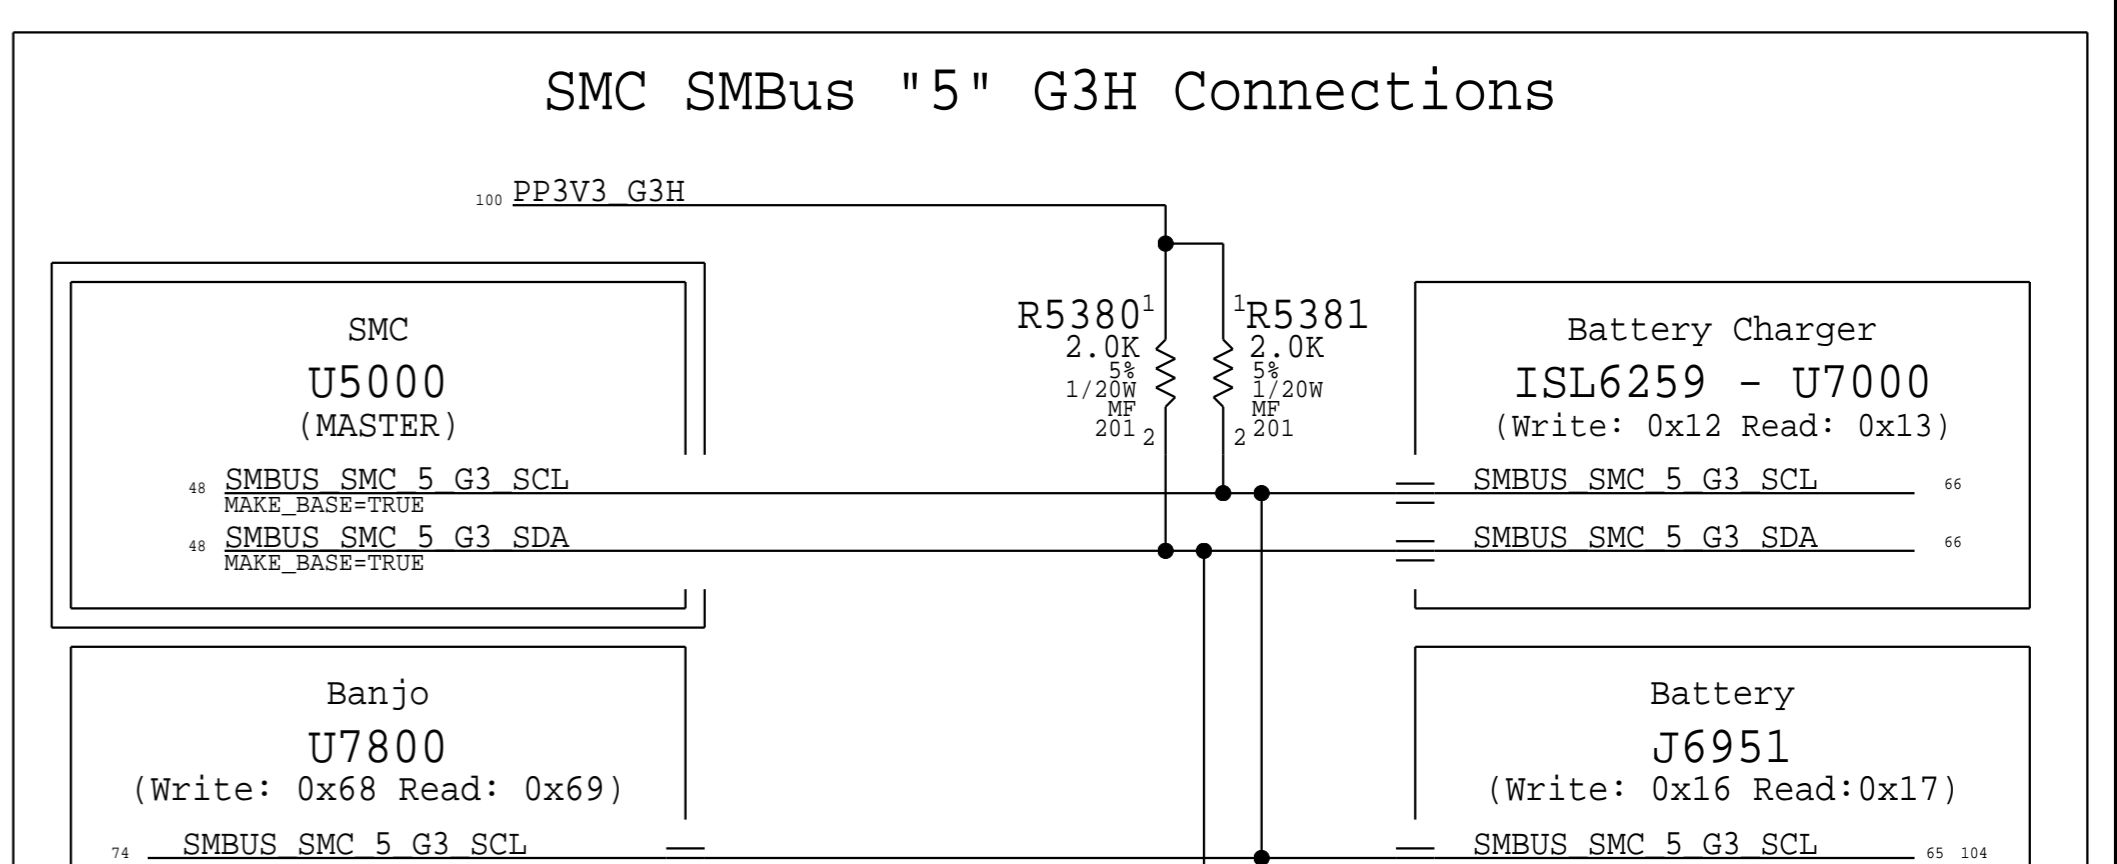 SMC SMBus "5" G3H Connections
100 PP3V3_G3H
SMC
U5000
(MASTER)
48 SMBUS_SMC_5_G3_SCL
MAKE_BASE=TRUE
48 SMBUS_SMC_5_G3_SDA
MAKE_BASE=TRUE
R5380 1
2.0K
5%
1/20W
MF
201 2
1 R5381
2.0K
5%
1/20W
MF
2 201
Battery Charger
ISL6259 - U7000
(Write: 0x12 Read: 0x13)
SMBUS_SMC_5_G3_SCL 66
SMBUS_SMC_5_G3_SDA 66
Banjo
U7800
(Write: 0x68 Read: 0x69)
74 SMBUS_SMC_5_G3_SCL
Battery
J6951
(Write: 0x16 Read:0x17)
SMBUS_SMC_5_G3_SCL 65 104